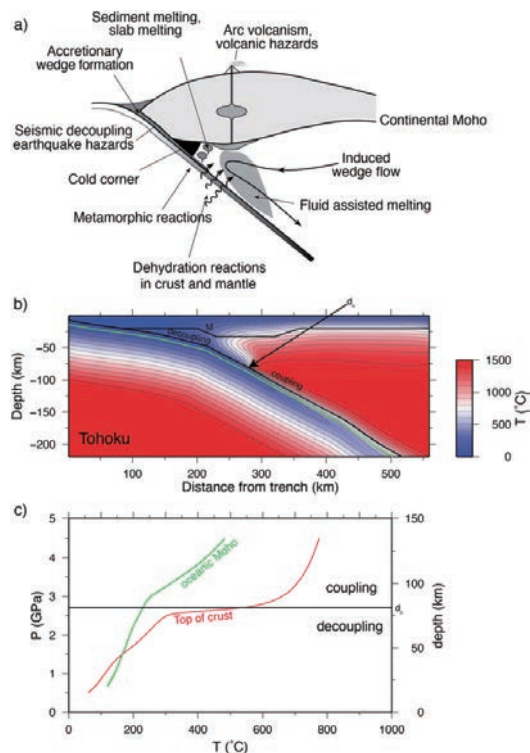 a)
Sediment melting,
slab melting
Arc volcanism,
volcanic hazards
Accretionary
wedge formation
Continental Moho
Seismic decoupling
earthquake hazards
Induced
wedge flow
Cold corner
Metamorphic reactions
Fluid assisted melting
Dehydration reactions
in crust and mantle
b)
M
decoupling
coupling
Tohoku
0
−50
−100
−150
−200
Depth (km)
0 100 200 300 400 500
Distance from trench (km)
1500
1000
500
0
T (°C)
c)
5
4
3
2
1
0
P (GPa)
oceanic Moho
Top of crust
coupling
decoupling
150
100
50
0
depth (km)
0 200 400 600 800 1000
T (°C)